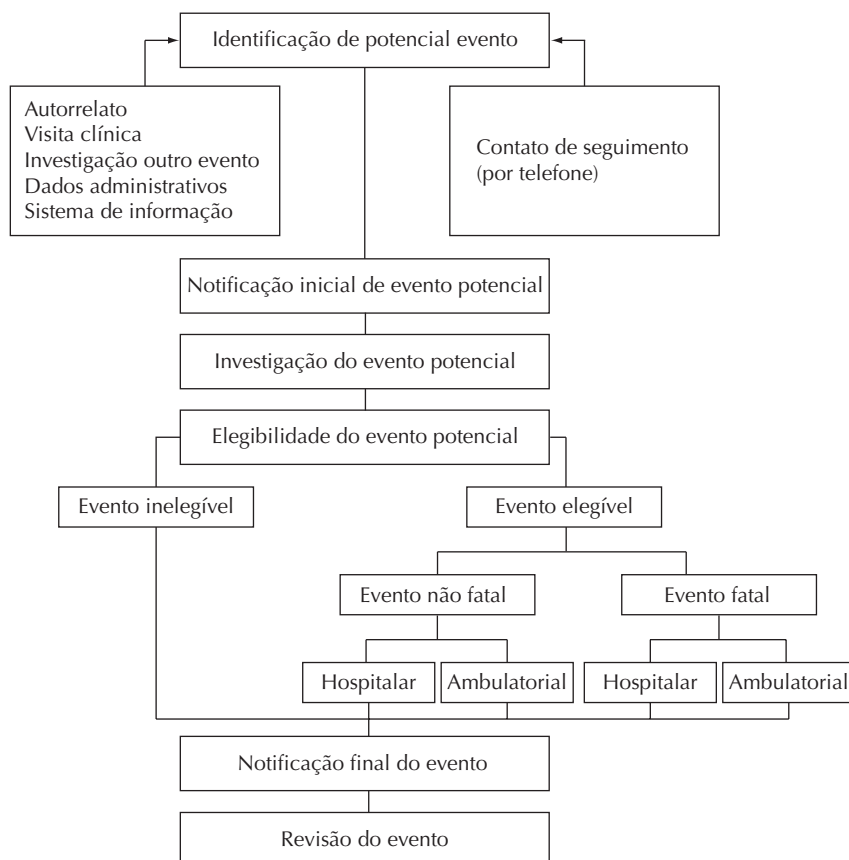 Identificação de potencial evento
Autorrelato
Visita clínica
Investigação outro evento
Dados administrativos
Sistema de informação
Contato de seguimento
(por telefone)
Notificação inicial de evento potencial
Investigação do evento potencial
Elegibilidade do evento potencial
Evento inelegível
Evento elegível
Evento não fatal
Evento fatal
Hospitalar
Ambulatorial
Hospitalar
Ambulatorial
Notificação final do evento
Revisão do evento